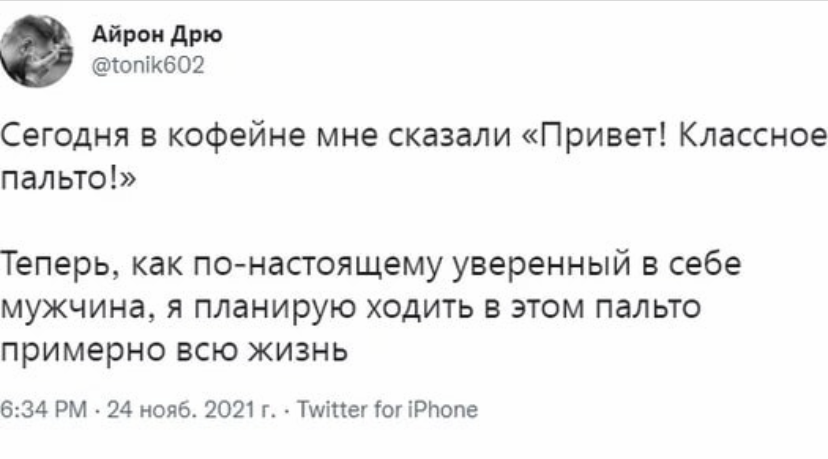 Айрон Дрю
@tonik602
Сегодня в кофейне мне сказали «Привет! Классное
пальто!»
Теперь, как по-настоящему уверенный в себе
мужчина, я планирую ходить в этом пальто
примерно всю жизнь
6:34 PM · 24 нояб. 2021 г. · Twitter for iPhone